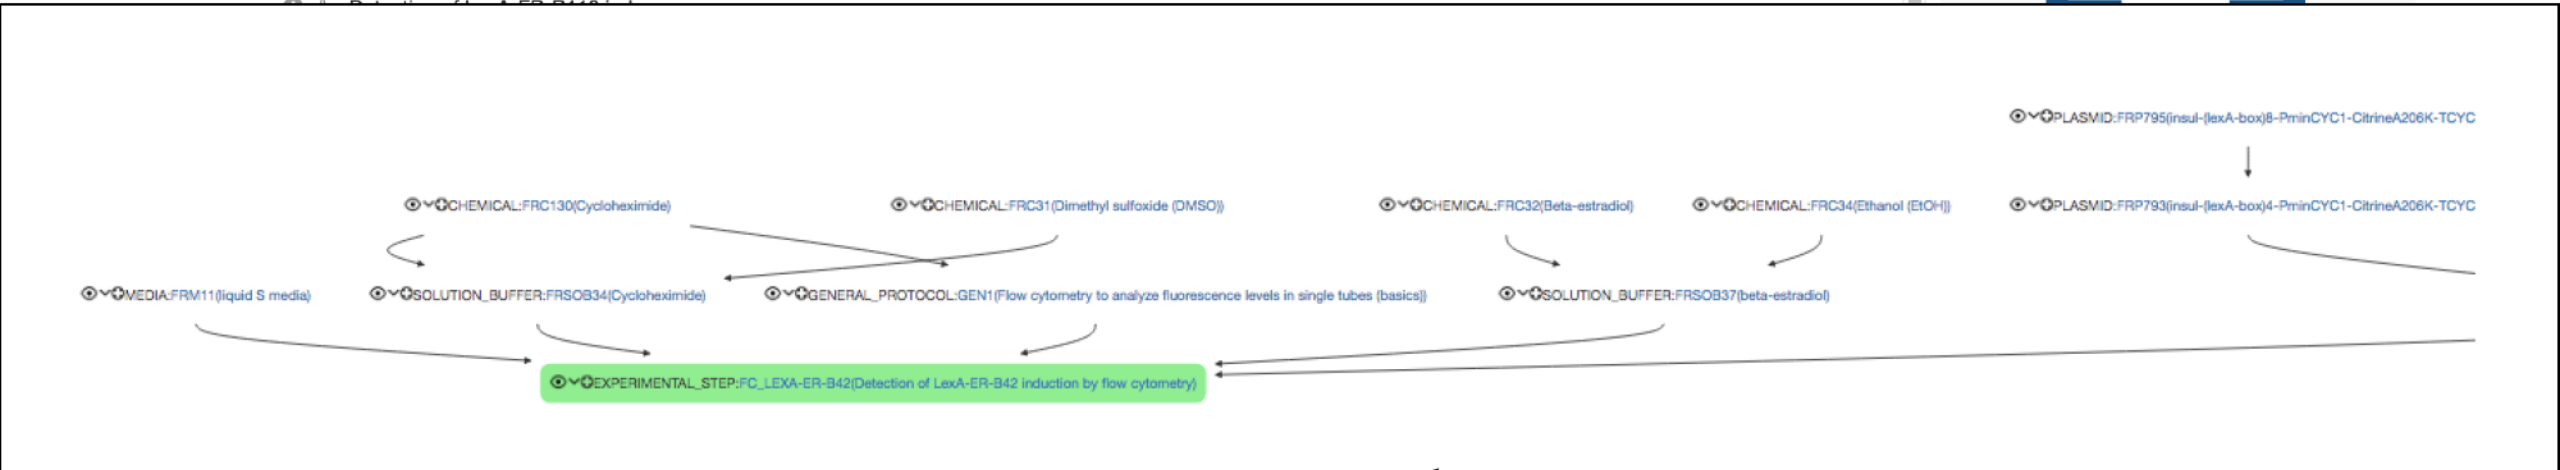 PLASMID:FRP795(insul-(lexA-box)8-PminCYC1-CitrineA206K-TCYC
CHEMICAL:FRC130(Cycloheximide)
CHEMICAL:FRC31(Dimethyl sulfoxide (DMSO))
CHEMICAL:FRC32(Beta-estradiol)
CHEMICAL:FRC34(Ethanol (EtOH))
PLASMID:FRP793(insul-(lexA-box)4-PminCYC1-CitrineA206K-TCYC
MEDIA:FRM11(liquid S media)
SOLUTION_BUFFER:FRSOB34(Cycloheximide)
GENERAL_PROTOCOL:GEN1(Flow cytometry to analyze fluorescence levels in single tubes (basics))
SOLUTION_BUFFER:FRSOB37(beta-estradiol)
EXPERIMENTAL_STEP:FC_LEXA-ER-B42(Detection of LexA-ER-B42 induction by flow cytometry)